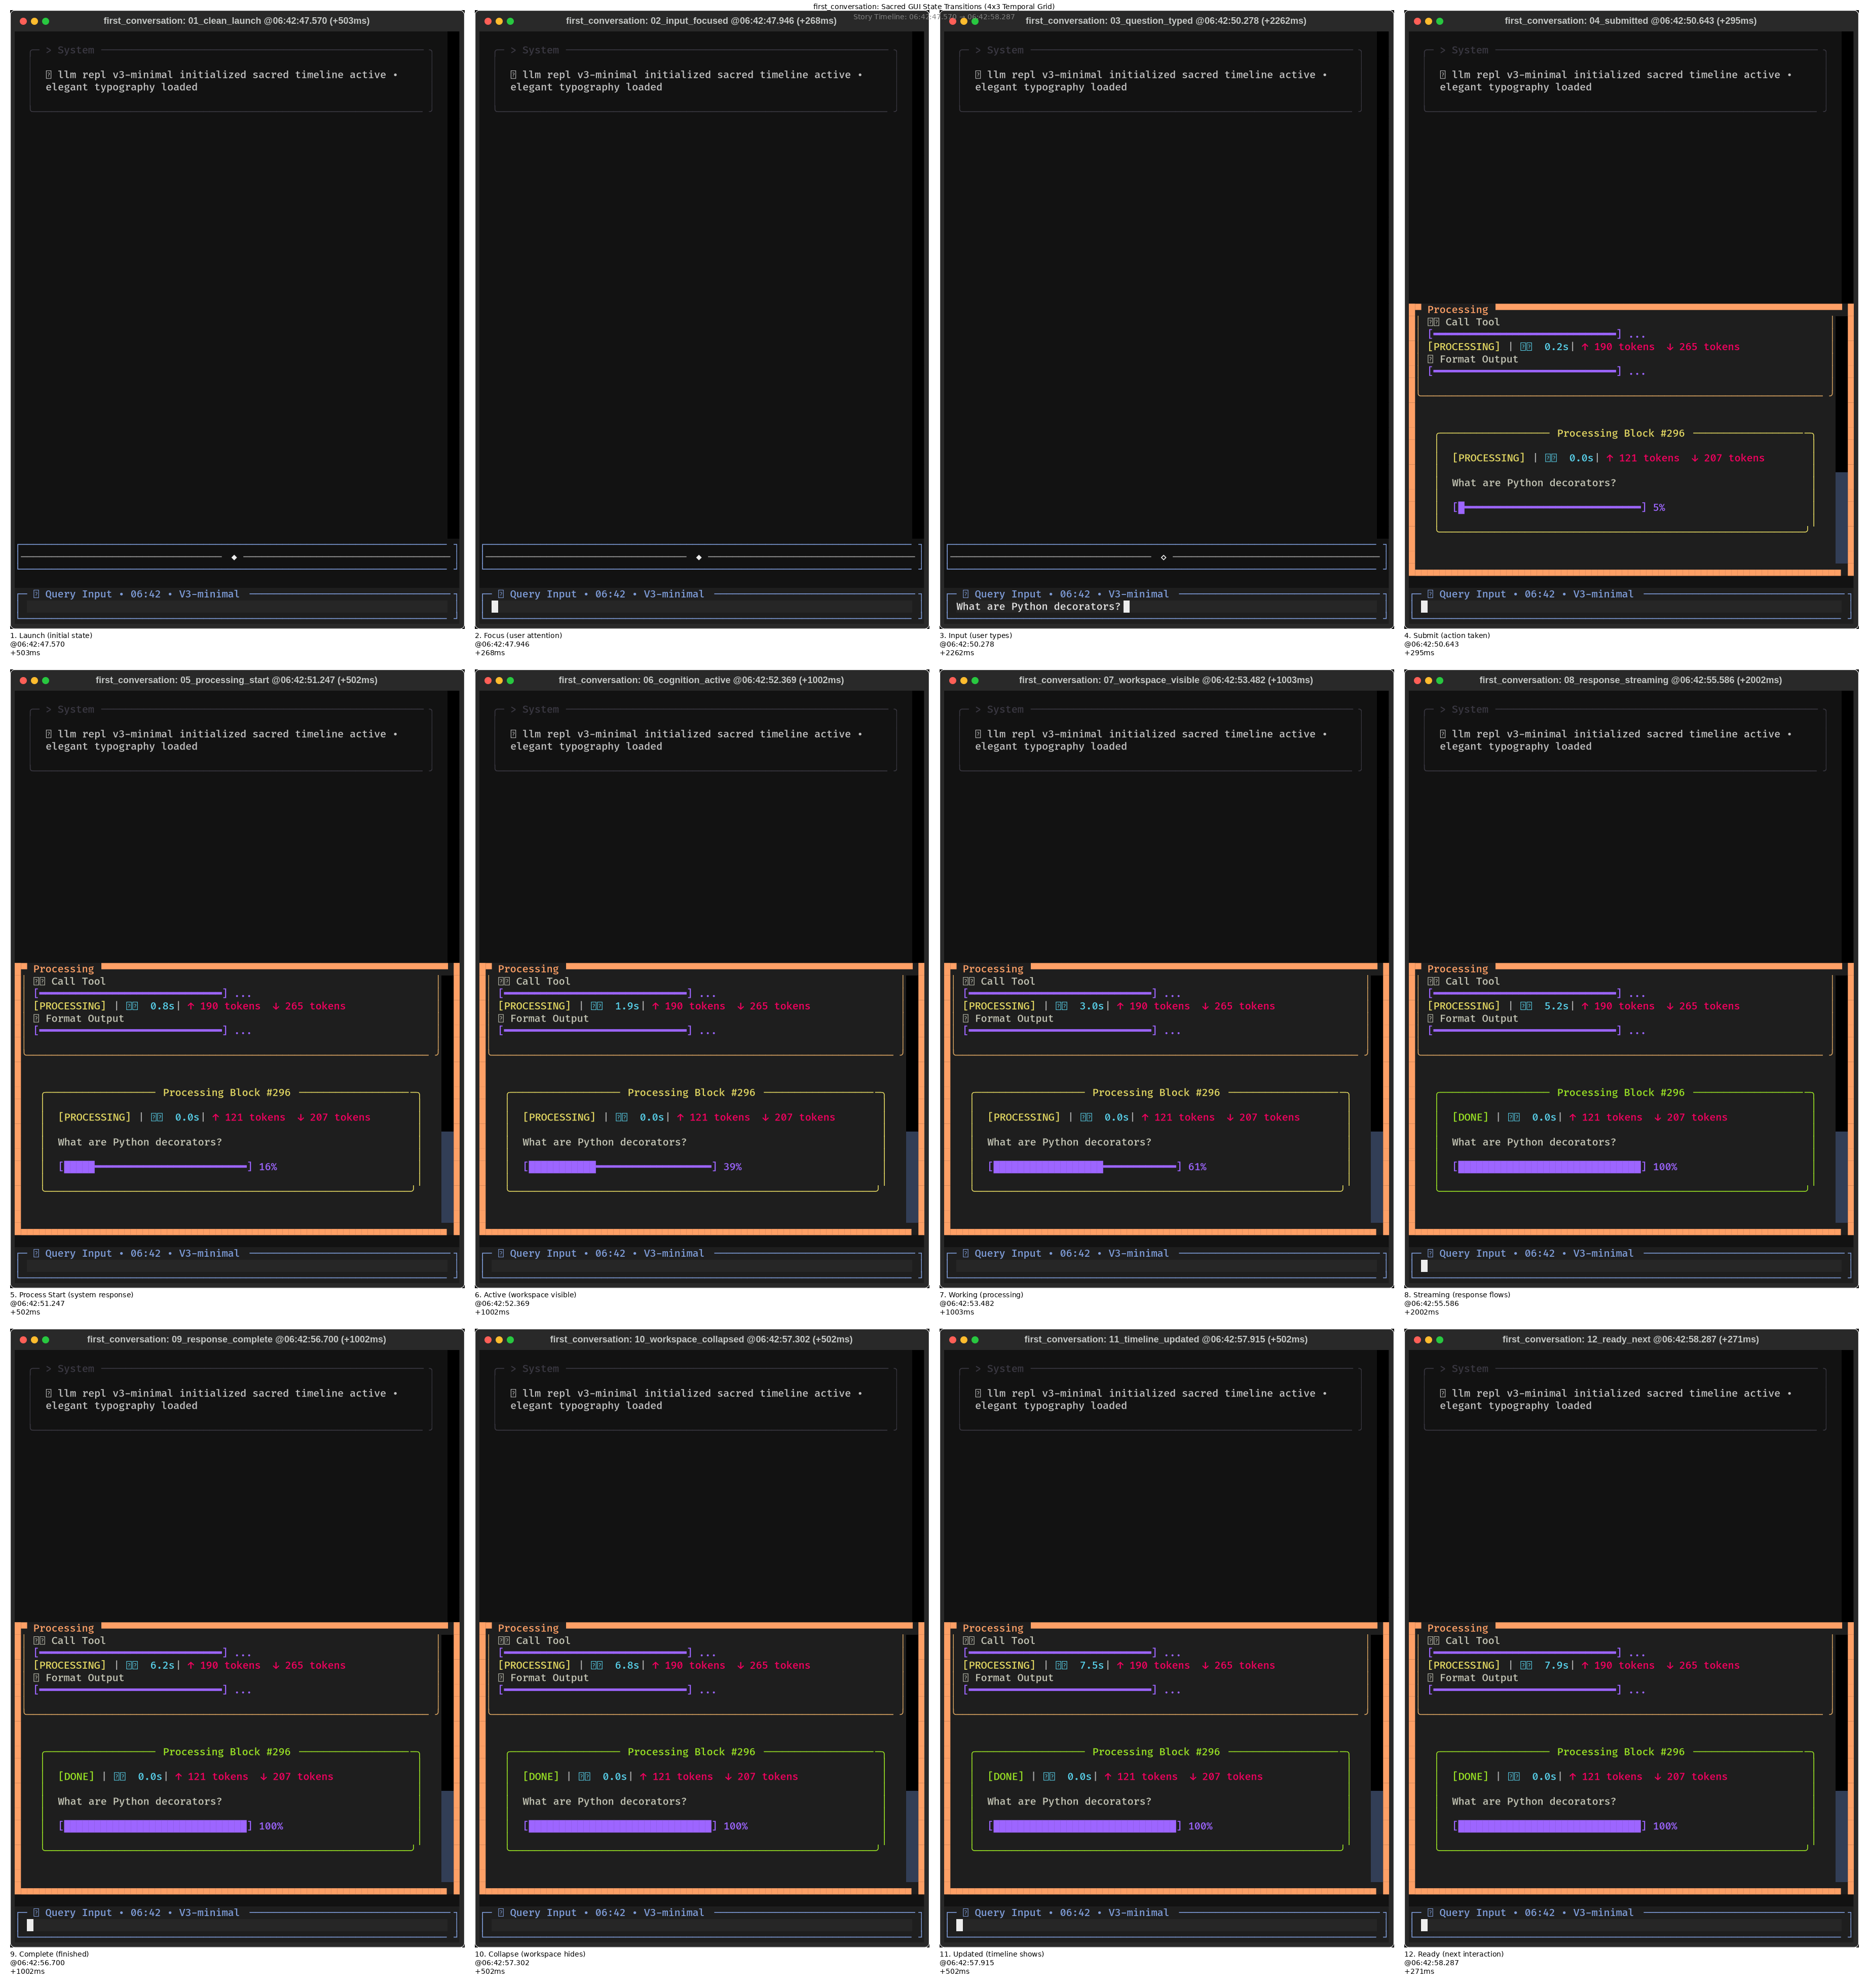 first_conversation: Sacred GUI State Transitions (4x3 Temporal Grid)
Story Timeline: 06:42:47.570 → 06:42:58.287
first_conversation: 01_clean_launch @06:42:47.570 (+503ms)
> System
llm repl v3-minimal initialized sacred timeline active •
elegant typography loaded
◆
Query Input • 06:42 • V3-minimal
1. Launch (initial state)
@06:42:47.570
+503ms
first_conversation: 02_input_focused @06:42:47.946 (+268ms)
> System
llm repl v3-minimal initialized sacred timeline active •
elegant typography loaded
◆
Query Input • 06:42 • V3-minimal
2. Focus (user attention)
@06:42:47.946
+268ms
first_conversation: 03_question_typed @06:42:50.278 (+2262ms)
> System
llm repl v3-minimal initialized sacred timeline active •
elegant typography loaded
◇
Query Input • 06:42 • V3-minimal
What are Python decorators?
3. Input (user types)
@06:42:50.278
+2262ms
first_conversation: 04_submitted @06:42:50.643 (+295ms)
> System
llm repl v3-minimal initialized sacred timeline active •
elegant typography loaded
Processing
Call Tool
[━━━━━━━━━━] ...
[PROCESSING] | 0.2s| ↑ 190 tokens ↓ 265 tokens
Format Output
[━━━━━━━━━━] ...
Processing Block #296
[PROCESSING] | 0.0s| ↑ 121 tokens ↓ 207 tokens
What are Python decorators?
5%
Query Input • 06:42 • V3-minimal
4. Submit (action taken)
@06:42:50.643
+295ms
first_conversation: 05_processing_start @06:42:51.247 (+502ms)
> System
llm repl v3-minimal initialized sacred timeline active •
elegant typography loaded
Processing
Call Tool
[━━━━━━━━━━] ...
[PROCESSING] | 0.8s| ↑ 190 tokens ↓ 265 tokens
Format Output
[━━━━━━━━━━] ...
Processing Block #296
[PROCESSING] | 0.0s| ↑ 121 tokens ↓ 207 tokens
What are Python decorators?
16%
Query Input • 06:42 • V3-minimal
5. Process Start (system response)
@06:42:51.247
+502ms
first_conversation: 06_cognition_active @06:42:52.369 (+1002ms)
> System
llm repl v3-minimal initialized sacred timeline active •
elegant typography loaded
Processing
Call Tool
[━━━━━━━━━━] ...
[PROCESSING] | 1.9s| ↑ 190 tokens ↓ 265 tokens
Format Output
[━━━━━━━━━━] ...
Processing Block #296
[PROCESSING] | 0.0s| ↑ 121 tokens ↓ 207 tokens
What are Python decorators?
39%
Query Input • 06:42 • V3-minimal
6. Active (workspace visible)
@06:42:52.369
+1002ms
first_conversation: 07_workspace_visible @06:42:53.482 (+1003ms)
> System
llm repl v3-minimal initialized sacred timeline active •
elegant typography loaded
Processing
Call Tool
[━━━━━━━━━━] ...
[PROCESSING] | 3.0s| ↑ 190 tokens ↓ 265 tokens
Format Output
[━━━━━━━━━━] ...
Processing Block #296
[PROCESSING] | 0.0s| ↑ 121 tokens ↓ 207 tokens
What are Python decorators?
61%
Query Input • 06:42 • V3-minimal
7. Working (processing)
@06:42:53.482
+1003ms
first_conversation: 08_response_streaming @06:42:55.586 (+2002ms)
> System
llm repl v3-minimal initialized sacred timeline active •
elegant typography loaded
Processing
Call Tool
[━━━━━━━━━━] ...
[PROCESSING] | 5.2s| ↑ 190 tokens ↓ 265 tokens
Format Output
[━━━━━━━━━━] ...
Processing Block #296
[DONE] | 0.0s| ↑ 121 tokens ↓ 207 tokens
What are Python decorators?
100%
Query Input • 06:42 • V3-minimal
8. Streaming (response flows)
@06:42:55.586
+2002ms
first_conversation: 09_response_complete @06:42:56.700 (+1002ms)
> System
llm repl v3-minimal initialized sacred timeline active •
elegant typography loaded
Processing
Call Tool
[━━━━━━━━━━] ...
[PROCESSING] | 6.2s| ↑ 190 tokens ↓ 265 tokens
Format Output
[━━━━━━━━━━] ...
Processing Block #296
[DONE] | 0.0s| ↑ 121 tokens ↓ 207 tokens
What are Python decorators?
100%
Query Input • 06:42 • V3-minimal
9. Complete (finished)
@06:42:56.700
+1002ms
first_conversation: 10_workspace_collapsed @06:42:57.302 (+502ms)
> System
llm repl v3-minimal initialized sacred timeline active •
elegant typography loaded
Processing
Call Tool
[━━━━━━━━━━] ...
[PROCESSING] | 6.8s| ↑ 190 tokens ↓ 265 tokens
Format Output
[━━━━━━━━━━] ...
Processing Block #296
[DONE] | 0.0s| ↑ 121 tokens ↓ 207 tokens
What are Python decorators?
100%
Query Input • 06:42 • V3-minimal
10. Collapse (workspace hides)
@06:42:57.302
+502ms
first_conversation: 11_timeline_updated @06:42:57.915 (+502ms)
> System
llm repl v3-minimal initialized sacred timeline active •
elegant typography loaded
Processing
Call Tool
[━━━━━━━━━━] ...
[PROCESSING] | 7.5s| ↑ 190 tokens ↓ 265 tokens
Format Output
[━━━━━━━━━━] ...
Processing Block #296
[DONE] | 0.0s| ↑ 121 tokens ↓ 207 tokens
What are Python decorators?
100%
Query Input • 06:42 • V3-minimal
11. Updated (timeline shows)
@06:42:57.915
+502ms
first_conversation: 12_ready_next @06:42:58.287 (+271ms)
> System
llm repl v3-minimal initialized sacred timeline active •
elegant typography loaded
Processing
Call Tool
[━━━━━━━━━━] ...
[PROCESSING] | 7.9s| ↑ 190 tokens ↓ 265 tokens
Format Output
[━━━━━━━━━━] ...
Processing Block #296
[DONE] | 0.0s| ↑ 121 tokens ↓ 207 tokens
What are Python decorators?
100%
Query Input • 06:42 • V3-minimal
12. Ready (next interaction)
@06:42:58.287
+271ms